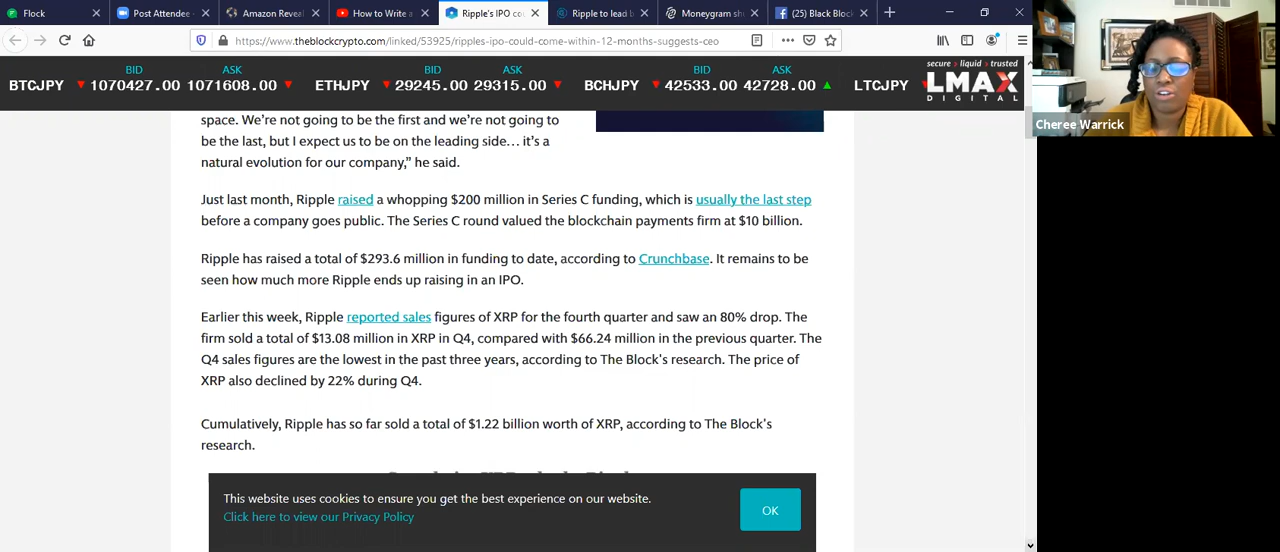 Flock
Post Attendee
Amazon Reveal
How to Write a
Ripple's IPO co
Ripple to lead b
Moneygram sh
(25) Black Bloc
https://www.theblockcrypto.com/linked/53925/ripples-ipo-could-come-within-12-months-suggests-ceo
BTCJPY BID 1070427.00 ASK 1071608.00 ETHJPY BID 29245.00 ASK 29315.00 BCHJPY BID 42533.00 ASK 42728.00 LTCJPY
secure liquid trusted
LMAX
DIGITAL
Cheree Warrick
space. We're not going to be the first and we're not going to
be the last, but I expect us to be on the leading side... it's a
natural evolution for our company," he said.
Just last month, Ripple raised a whopping $200 million in Series C funding, which is usually the last step
before a company goes public. The Series C round valued the blockchain payments firm at $10 billion.
Ripple has raised a total of $293.6 million in funding to date, according to Crunchbase. It remains to be
seen how much more Ripple ends up raising in an IPO.
Earlier this week, Ripple reported sales figures of XRP for the fourth quarter and saw an 80% drop. The
firm sold a total of $13.08 million in XRP in Q4, compared with $66.24 million in the previous quarter. The
Q4 sales figures are the lowest in the past three years, according to The Block's research. The price of
XRP also declined by 22% during Q4.
Cumulatively, Ripple has so far sold a total of $1.22 billion worth of XRP, according to The Block's
research.
This website uses cookies to ensure you get the best experience on our website.
Click here to view our Privacy Policy
OK